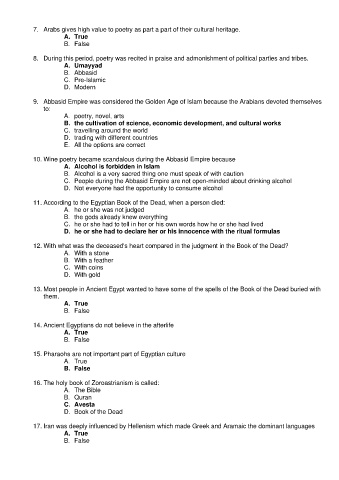 7. Arabs gives high value to poetry as part a part of their cultural heritage.
A. True
B. False
8. During this period, poetry was recited in praise and admonishment of political parties and tribes.
A. Umayyad
B. Abbasid
C. Pre-Islamic
D. Modern
9. Abbasid Empire was considered the Golden Age of Islam because the Arabians devoted themselves
to:
A. poetry, novel, arts
B. the cultivation of science, economic development, and cultural works
C. travelling around the world
D. trading with different countries
E. All the options are correct
10. Wine poetry became scandalous during the Abbasid Empire because
A. Alcohol is forbidden in Islam
B. Alcohol is a very sacred thing one must speak of with caution
C. People during the Abbasid Empire are not open-minded about drinking alcohol
D. Not everyone had the opportunity to consume alcohol
11. According to the Egyptian Book of the Dead, when a person died:
A. he or she was not judged
B. the gods already knew everything
C. he or she had to tell in her or his own words how he or she had lived
D. he or she had to declare her or his innocence with the ritual formulas
12. With what was the deceased's heart compared in the judgment in the Book of the Dead?
A. With a stone
B. With a feather
C. With coins
D. With gold
13. Most people in Ancient Egypt wanted to have some of the spells of the Book of the Dead buried with
them.
A. True
B. False
14. Ancient Egyptians do not believe in the afterlife
A. True
B. False
15. Pharaohs are not important part of Egyptian culture
A. True
B. False
16. The holy book of Zoroastrianism is called:
A. The Bible
B. Quran
C. Avesta
D. Book of the Dead
17. Iran was deeply influenced by Hellenism which made Greek and Aramaic the dominant languages
A. True
B. False